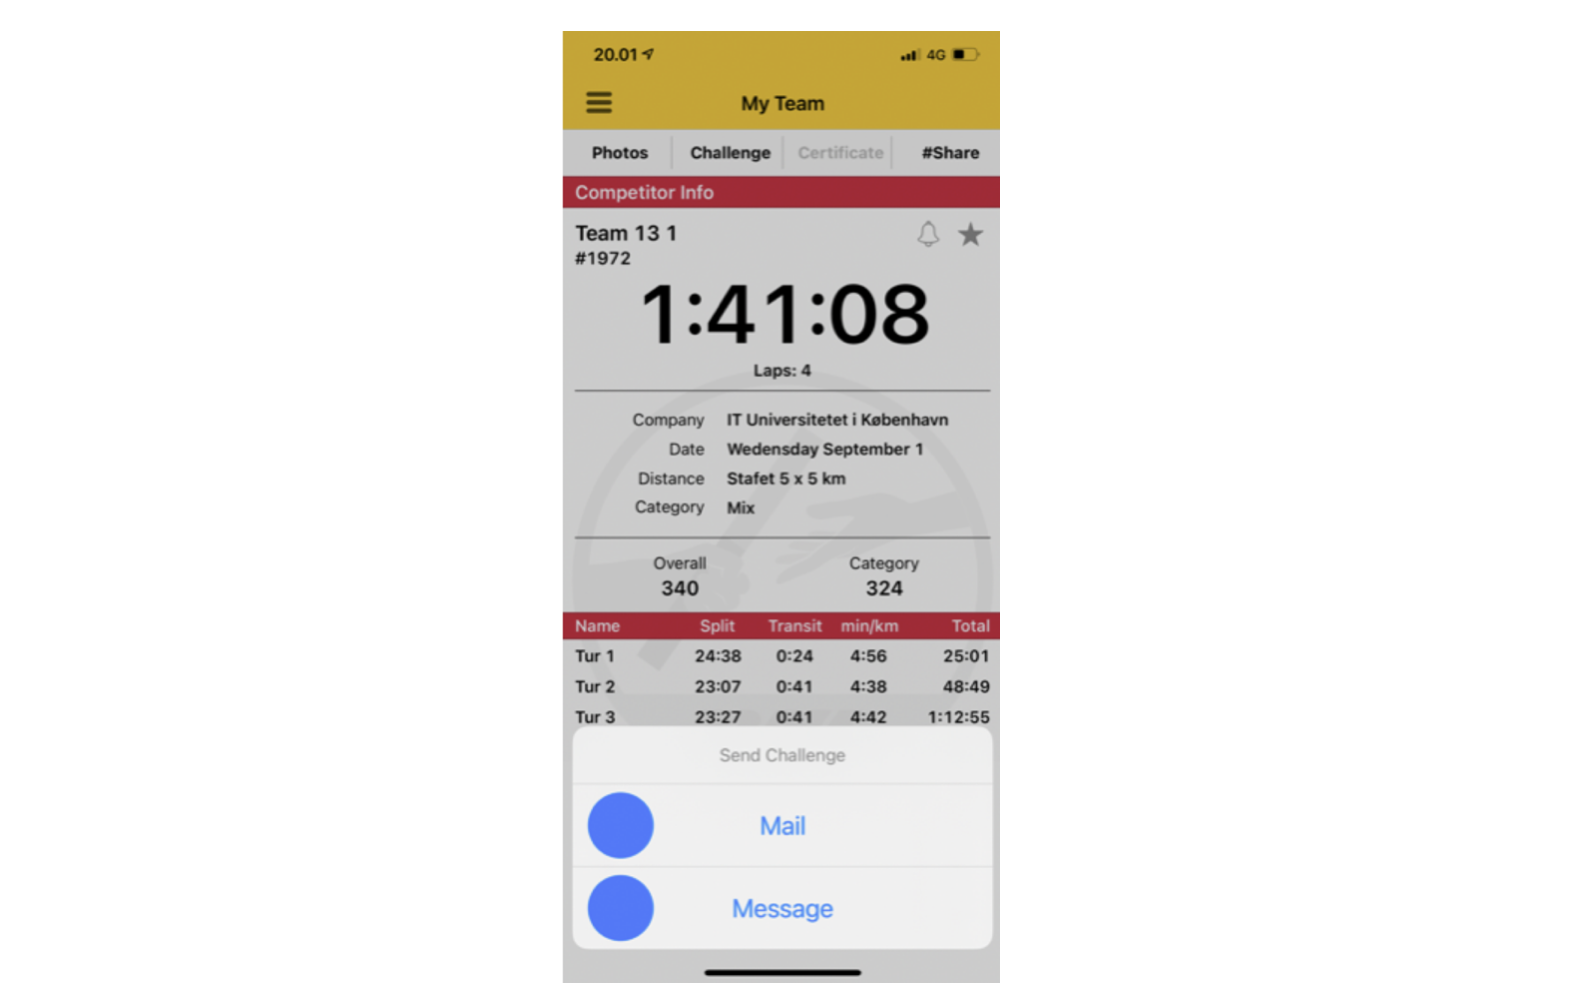 20.01 4G
My Team
Photos Challenge Certificate #Share
Competitor Info
Team 13 1
#1972
1:41:08
Laps: 4
Company IT Universitetet i København
Date Wedensday September 1
Distance Stafet 5 x 5 km
Category Mix
Overall Category
340 324
Name Split Transit min/km Total
Tur 1 24:38 0:24 4:56 25:01
Tur 2 23:07 0:41 4:38 48:49
Tur 3 23:27 0:41 4:42 1:12:55
Send Challenge
Mail
Message